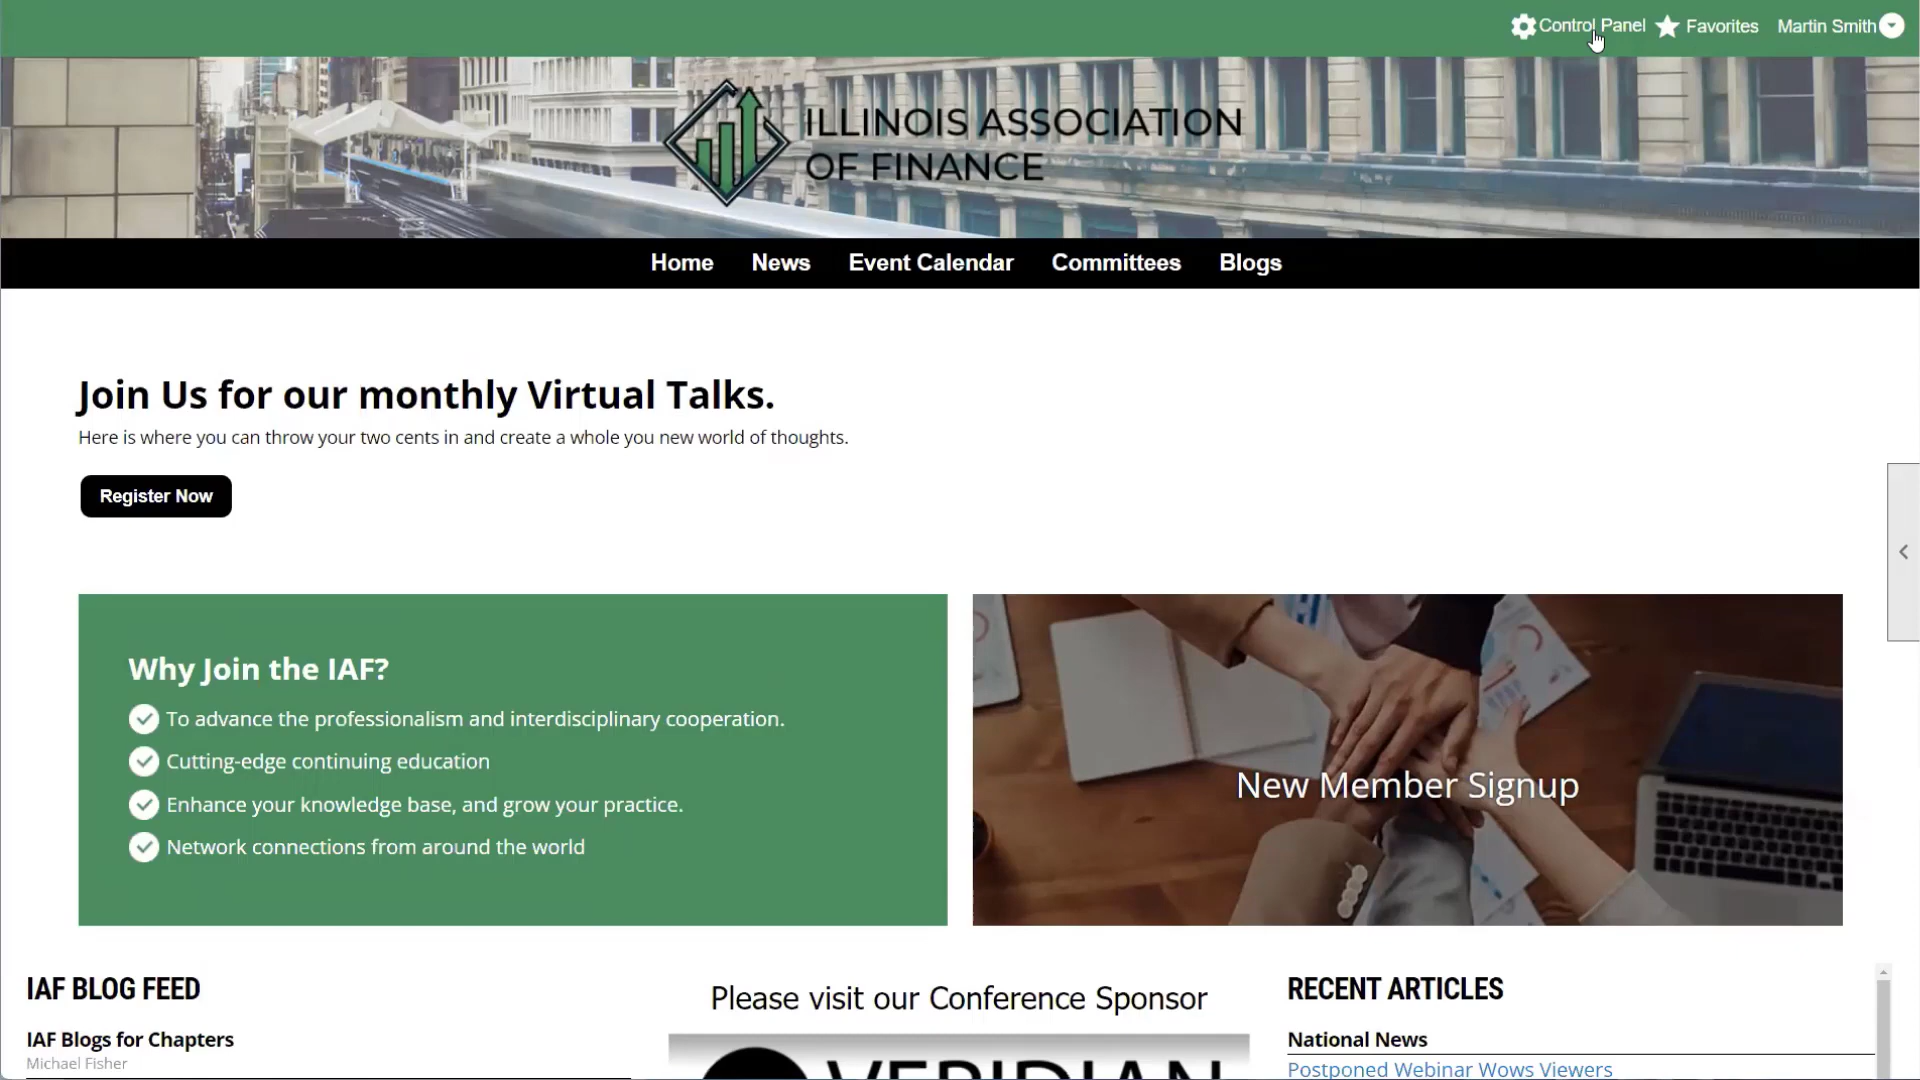 Control Panel
Favorites
Martin Smith
ILLINOIS ASSOCIATION
OF FINANCE
Home
News
Event Calendar
Committees
Blogs
Join Us for our monthly Virtual Talks.
Here is where you can throw your two cents in and create a whole you new world of thoughts.
Register Now
Why Join the IAF?
To advance the professionalism and interdisciplinary cooperation.
Cutting-edge continuing education
Enhance your knowledge base, and grow your practice.
Network connections from around the world
New Member Signup
IAF BLOG FEED
IAF Blogs for Chapters
Michael Fisher
Please visit our Conference Sponsor
VERIDIAN
RECENT ARTICLES
National News
Postponed Webinar Wows Viewers